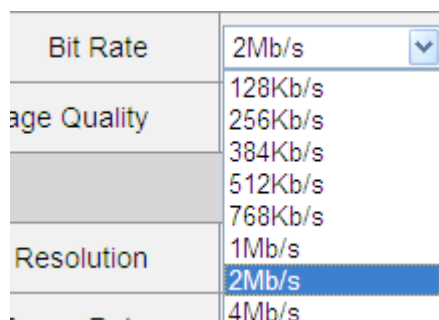 Bit Rate
2Mb/s
128Kb/s
age Quality
256Kb/s
384Kb/s
512Kb/s
768Kb/s
Resolution
1Mb/s
2Mb/s
4Mb/s